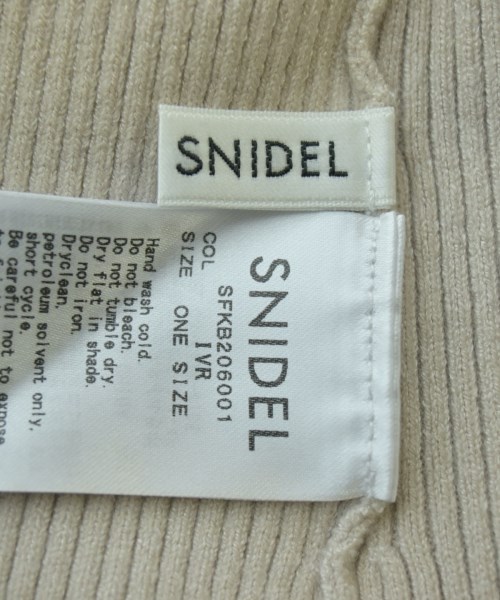 SNIDEL
SNIDEL
SFKB206001
COL IVR
SIZE ONE SIZE
Hand wash cold.
Do not bleach.
Do not tumble dry.
Dry flat in shade.
Do not iron.
Dryclean,
petroleum solvent only,
short cycle.
Be careful not to expose